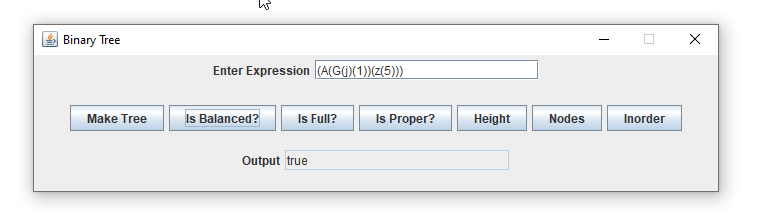 Binary Tree
Enter Expression (A(G(j)(1))(z(5)))
Make Tree Is Balanced? Is Full? Is Proper? Height Nodes Inorder
Output true